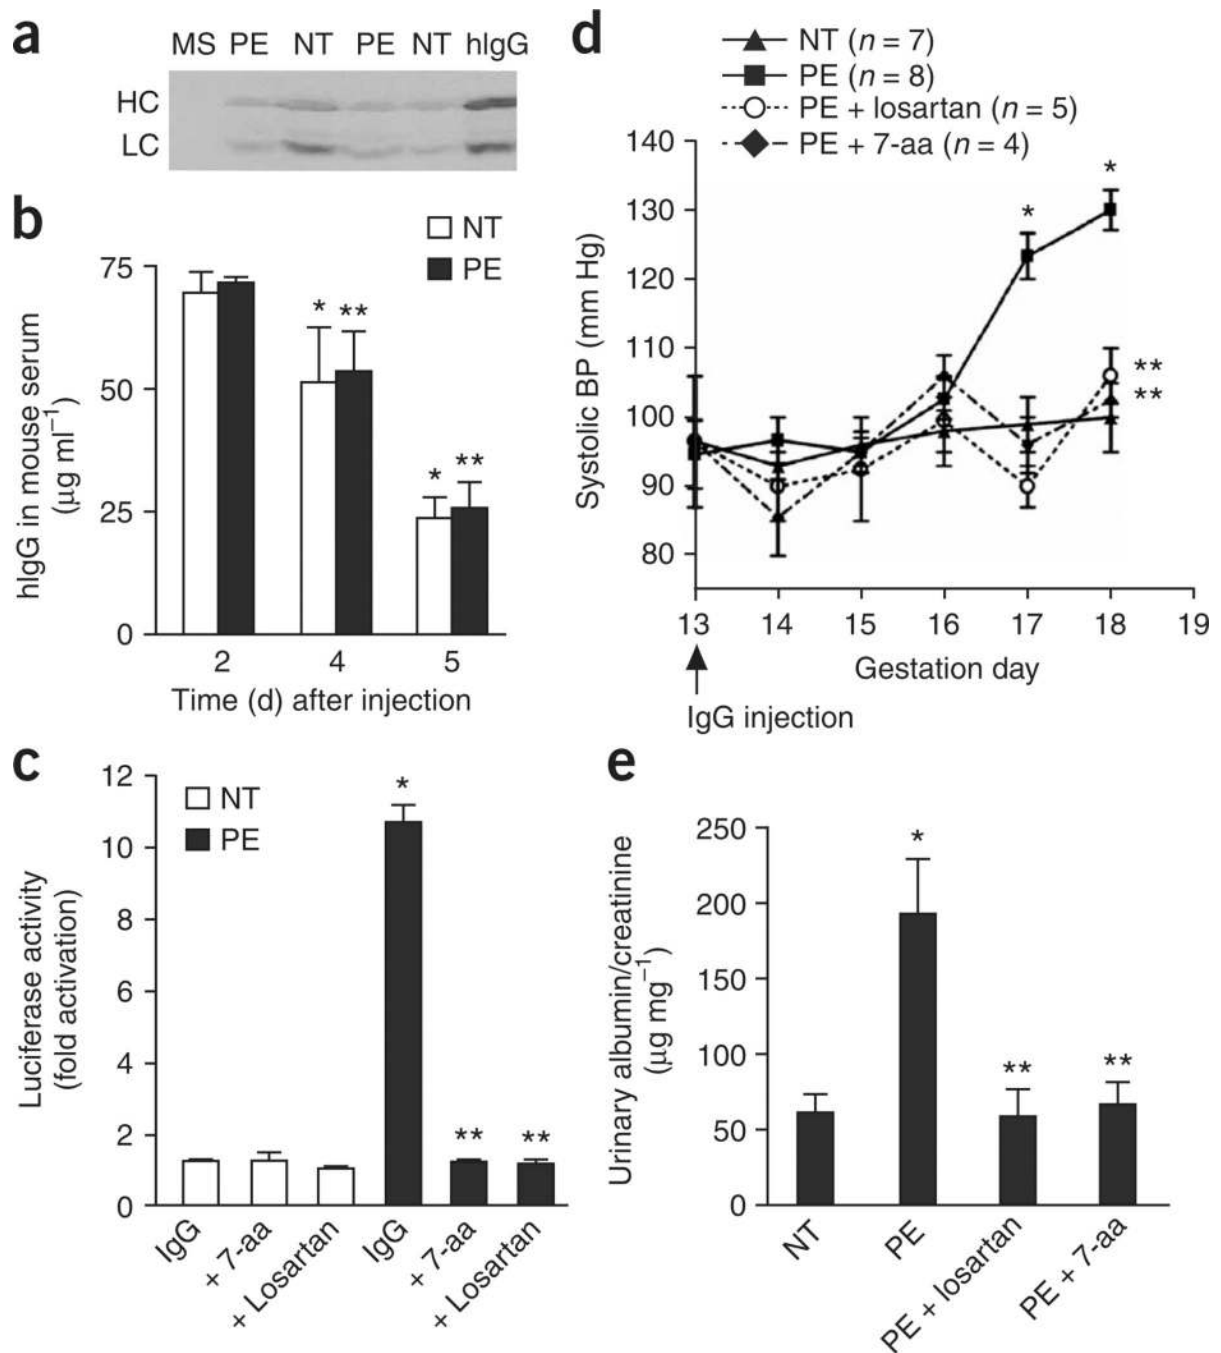 a
MS PE NT PE NT hIgG
HC
LC
b
NT
PE
hIgG in mouse serum
(μg ml⁻¹)
75
50
25
0
* **
* **
2 4 5
Time (d) after injection
c
NT
PE
Luciferase activity
(fold activation)
12
10
8
6
4
2
0
*
** **
IgG
+ 7-aa
+ Losartan
IgG
+ 7-aa
+ Losartan
d
NT (n = 7)
PE (n = 8)
PE + losartan (n = 5)
PE + 7-aa (n = 4)
Systolic BP (mm Hg)
140
130
120
110
100
90
80
* *
**
**
13 14 15 16 17 18 19
Gestation day
IgG injection
e
Urinary albumin/creatinine
(μg mg⁻¹)
250
200
150
100
50
0
*
** **
NT
PE
PE + losartan
PE + 7-aa